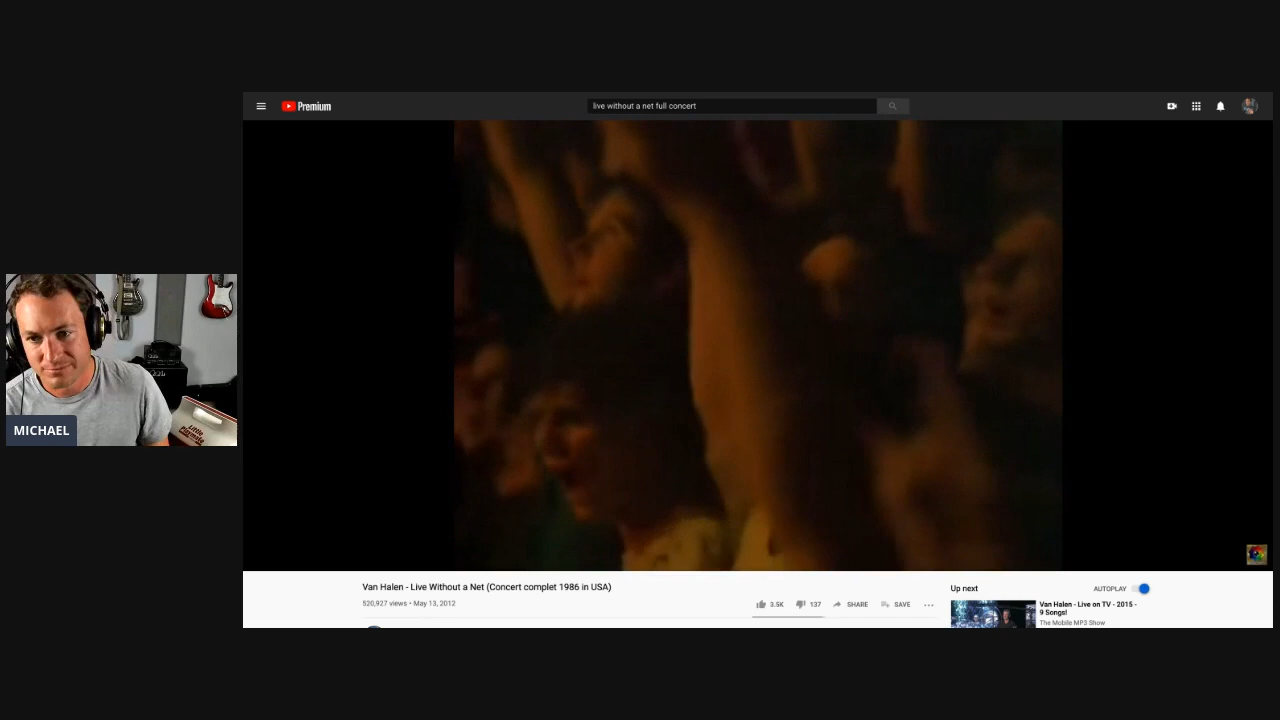 Premium
live without a net full concert
Little
Playmate
MICHAEL
Van Halen - Live Without a Net (Concert complet 1986 in USA)
520,927 views • May 13, 2012
3.5K
137
SHARE
SAVE
Up next
AUTOPLAY
Van Halen - Live on TV - 2015 -
9 Songs!
The Mobile MP3 Show